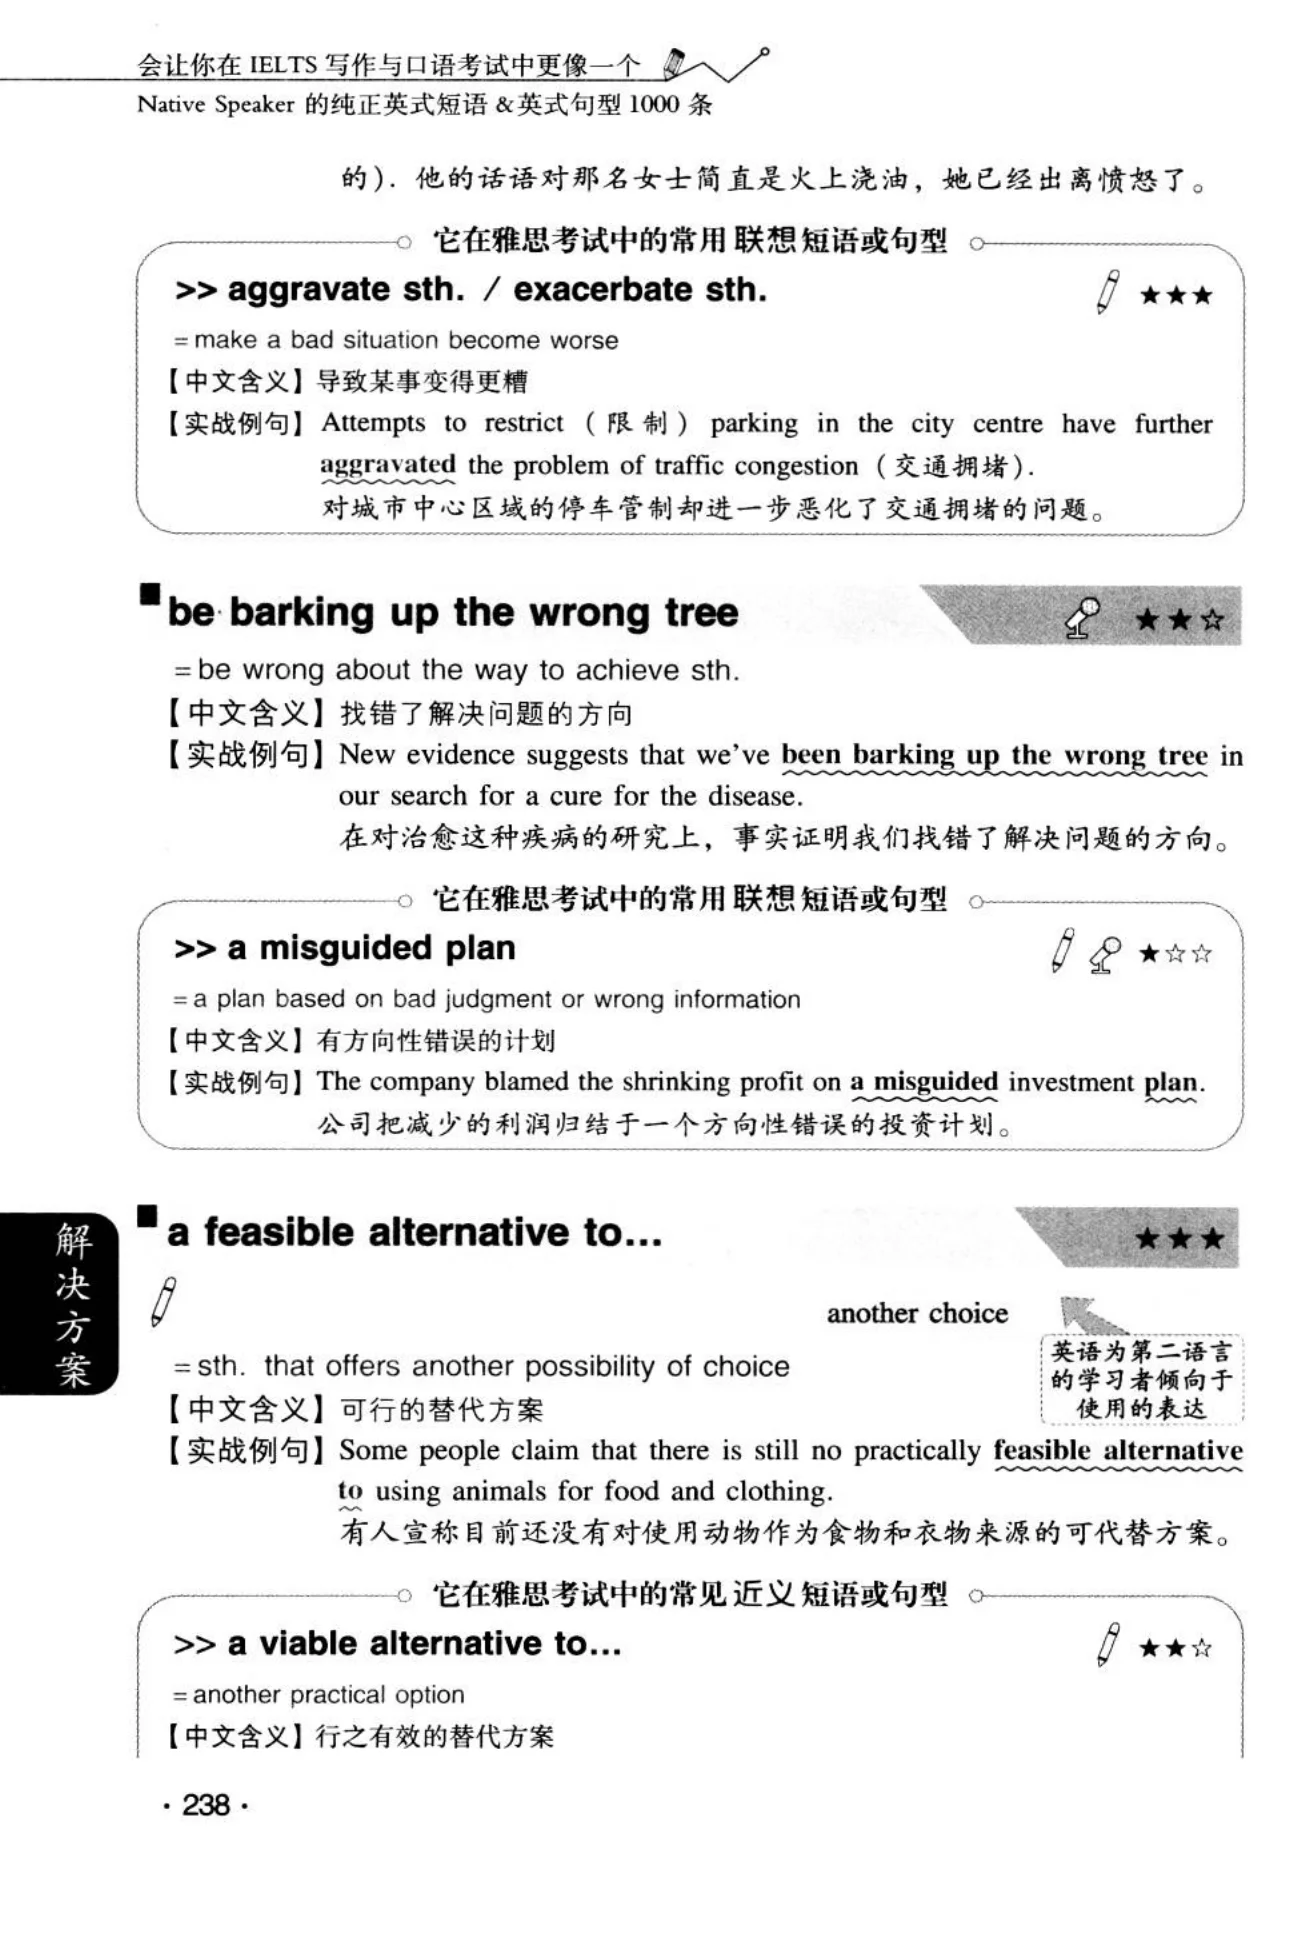 会让你在 IELTS 写作与口语考试中更像一个
Native Speaker 的纯正英式短语 & 英式句型 1000 条
的). 他的话语对那名女士简直是火上浇油，她已经出离愤怒了。
它在雅思考试中的常用联想短语或句型
>> aggravate sth. / exacerbate sth. ★★★
=make a bad situation become worse
【中文含义】导致某事变得更糟
【实战例句】Attempts to restrict（限制）parking in the city centre have further
aggravated the problem of traffic congestion（交通拥堵）.
对城市中心区域的停车管制却进一步恶化了交通拥堵的问题。
■be barking up the wrong tree ★★☆
=be wrong about the way to achieve sth.
【中文含义】找错了解决问题的方向
【实战例句】New evidence suggests that we've been barking up the wrong tree in
our search for a cure for the disease.
在对治愈这种疾病的研究上，事实证明我们找错了解决问题的方向。
它在雅思考试中的常用联想短语或句型
>> a misguided plan ★☆☆
=a plan based on bad judgment or wrong information
【中文含义】有方向性错误的计划
【实战例句】The company blamed the shrinking profit on a misguided investment plan.
公司把减少的利润归结于一个方向性错误的投资计划。
解决方案
■a feasible alternative to... ★★★
another choice
英语为第二语言
的学习者倾向于
使用的表达
=sth. that offers another possibility of choice
【中文含义】可行的替代方案
【实战例句】Some people claim that there is still no practically feasible alternative
to using animals for food and clothing.
有人宣称目前还没有对使用动物作为食物和衣物来源的可代替方案。
它在雅思考试中的常见近义短语或句型
>> a viable alternative to... ★★☆
=another practical option
【中文含义】行之有效的替代方案
· 238 ·